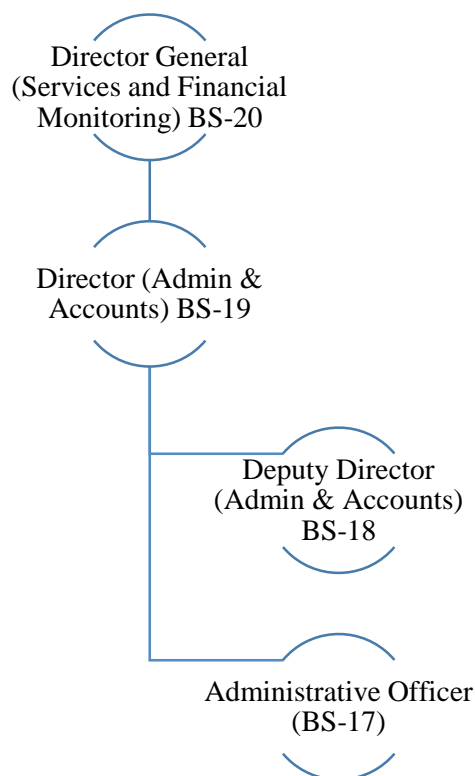 Director General
(Services and Financial
Monitoring) BS-20
Director (Admin &
Accounts) BS-19
Deputy Director
(Admin & Accounts)
BS-18
Administrative Officer
(BS-17)